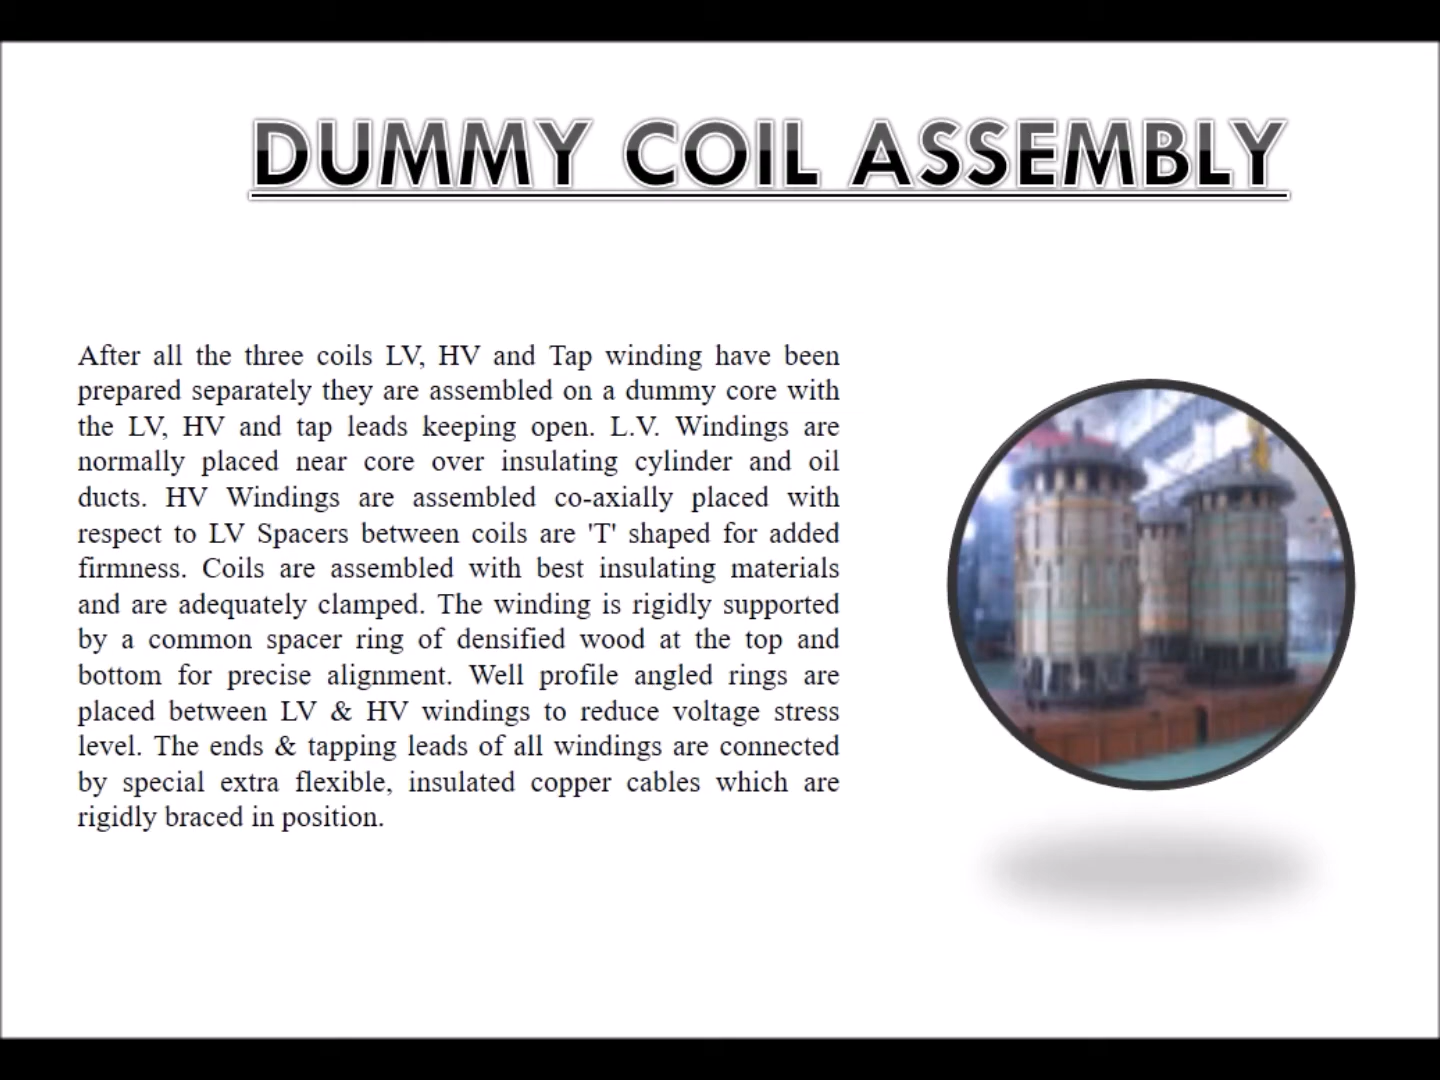 DUMMY COIL ASSEMBLY
After all the three coils LV, HV and Tap winding have been
prepared separately they are assembled on a dummy core with
the LV, HV and tap leads keeping open. L.V. Windings are
normally placed near core over insulating cylinder and oil
ducts. HV Windings are assembled co-axially placed with
respect to LV Spacers between coils are 'T' shaped for added
firmness. Coils are assembled with best insulating materials
and are adequately clamped. The winding is rigidly supported
by a common spacer ring of densified wood at the top and
bottom for precise alignment. Well profile angled rings are
placed between LV & HV windings to reduce voltage stress
level. The ends & tapping leads of all windings are connected
by special extra flexible, insulated copper cables which are
rigidly braced in position.